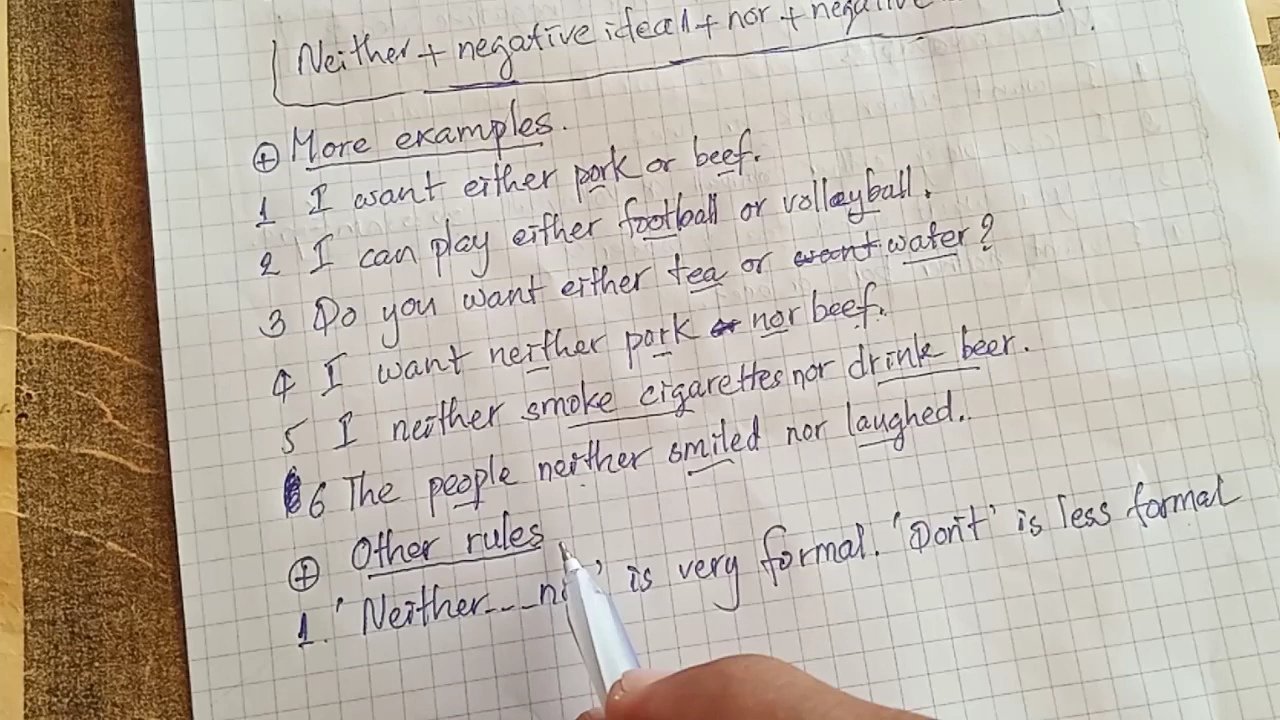 Neither + negative idea 1 + nor + negative
⊕ More examples.
1 I want either pork or beef.
2 I can play either football or volleyball.
3 Do you want either tea or want water?
4 I want neither pork or nor beef.
5 I neither smoke cigarettes nor drink beer.
6 The people neither smiled nor laughed.
⊕ Other rules
1. 'Neither---no' is very formal. 'Don't' is less formal